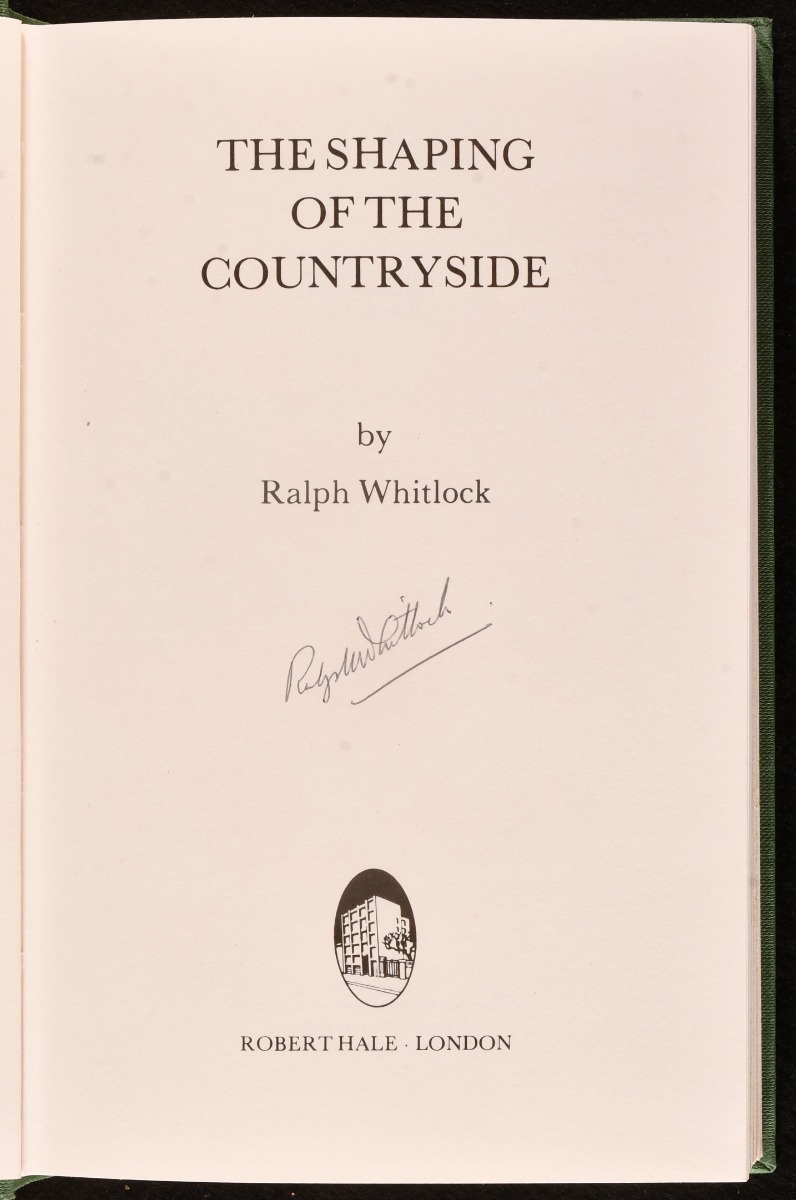 THE SHAPING
OF THE
COUNTRYSIDE
by
Ralph Whitlock
Ralph Whitlock
ROBERT HALE · LONDON